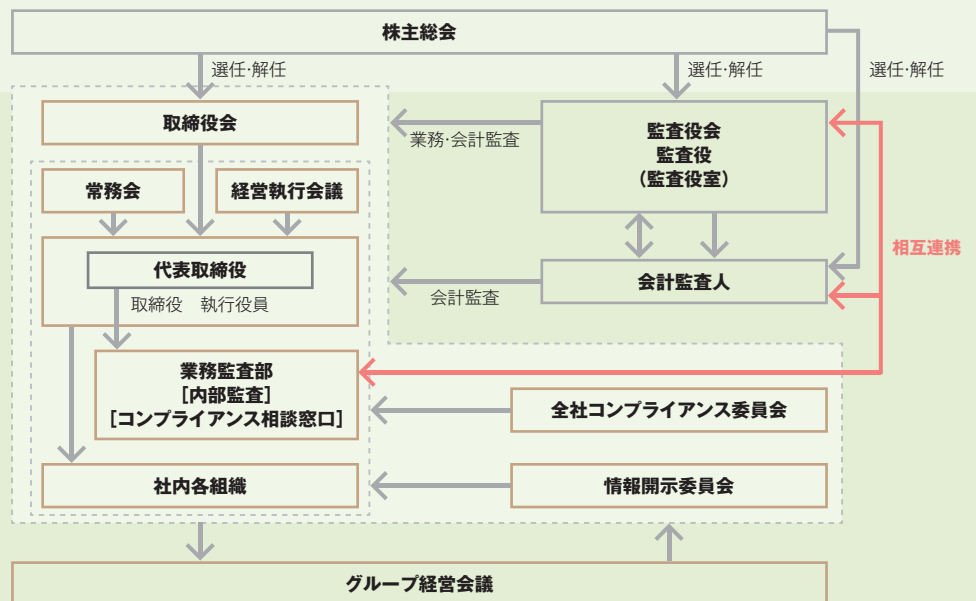 株主総会
選任・解任
選任・解任
選任・解任
取締役会
業務・会計監査
監査役会
監査役
（監査役室）
常務会
経営執行会議
相互連携
代表取締役
取締役　執行役員
会計監査
会計監査人
業務監査部
［内部監査］
［コンプライアンス相談窓口］
全社コンプライアンス委員会
社内各組織
情報開示委員会
グループ経営会議